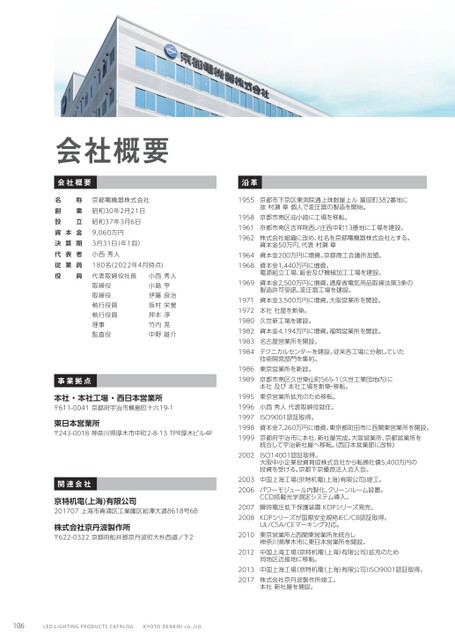 京都電機器株式会社
会社概要
会社概要
名　称 京都電機器株式会社
創　業 昭和30年2月21日
設　立 昭和37年3月6日
資 本 金 9,060万円
決 算 期 3月31日(年1回)
代 表 者 小西 秀人
従 業 員 180名(2022年4月時点)
役　員 代表取締役社長 小西 秀人
取締役 小島 亨
取締役 伊藤 良治
執行役員 坂村 栄誉
執行役員 押本 淳
理事 竹内 晃
監査役 中野 雄介
事業拠点
本社・本社工場・西日本営業所
〒611-0041 京都府宇治市槇島町十六19-1
東日本営業所
〒243-0018 神奈川県厚木市中町2-8-13 TPR厚木ビル4F
関連会社
京特机電(上海)有限公司
201707 上海市青浦区工業園区崧澤大道8618号6B
株式会社京丹波製作所
〒622-0322 京都府船井郡京丹波町大朴西道ノ下2
沿革
1955 京都市下京区東洞院通上珠数屋上ル 富田町382番地に
故 村瀬 章 個人で変圧器の製造を開始。
1958 京都市南区油小路に工場を移転。
1961 京都市南区吉祥院西ノ庄西中町13番地に工場を建設。
1962 株式会社組織に改め、社名を京都電機器株式会社とする。
資本金50万円、代表 村瀬 章
1964 資本金200万円に増資。京都商工会議所加盟。
1968 資本金1,440万円に増資。
電源組立工場、鈑金及び機械加工工場を建設。
1969 資本金2,500万円に増資。通産省電気用品取締法第3条の
製造許可受認。変圧器工場を建設。
1971 資本金3,500万円に増資。大阪営業所を開設。
1972 本社 社屋を新築。
1980 久世新工場を建設。
1982 資本金4,194万円に増資。福岡営業所を開設。
1983 名古屋営業所を開設。
1984 テクニカルセンターを建設。従来各工場に分散していた
技術開発部門を集約。
1986 東京営業所を新設。
1989 京都市南区久世築山町565-1(久世工業団地内)に
本社 及び 本社工場を新築・移転。
1995 東京営業所拡充のため移転。
1996 小西 秀人 代表取締役就任。
1997 ISO9001認証取得。
1998 資本金7,260万円に増資。東京都町田市に西関東営業所を開設。
1999 京都府宇治市に本社、新社屋完成。大阪営業所、京都営業所を
統合して宇治新社屋へ移転。(西日本営業部に改称)
2002 ISO14001認証取得。
大阪中小企業投資育成株式会社から転換社債5,400万円の
投資を受ける。京都下京優良法人会入会。
2003 中国上海工場(京特机電(上海)有限公司)竣工。
2006 パワーモジュール内製化。クリーンルーム設置。
CCD搭載光学測定システム導入。
2007 瞬時電圧低下保護装置 KDPシリーズ発売。
2008 KDPシリーズが国際安全規格IEC/CB認証取得。
UL/CSA/CEマーキング対応。
2010 東京営業所と西関東営業所を統合し
神奈川県厚木市に東日本営業所を開設。
2012 中国上海工場(京特机電(上海)有限公司)拡充のため
同地区近接地に移転。
2013 中国上海工場(京特机電(上海)有限公司)ISO9001認証取得。
2017 株式会社京丹波製作所竣工。
本社 新社屋を増設。
106 LED LIGHTING PRODUCTS CATALOG KYOTO DENKIKI co.,ltd.